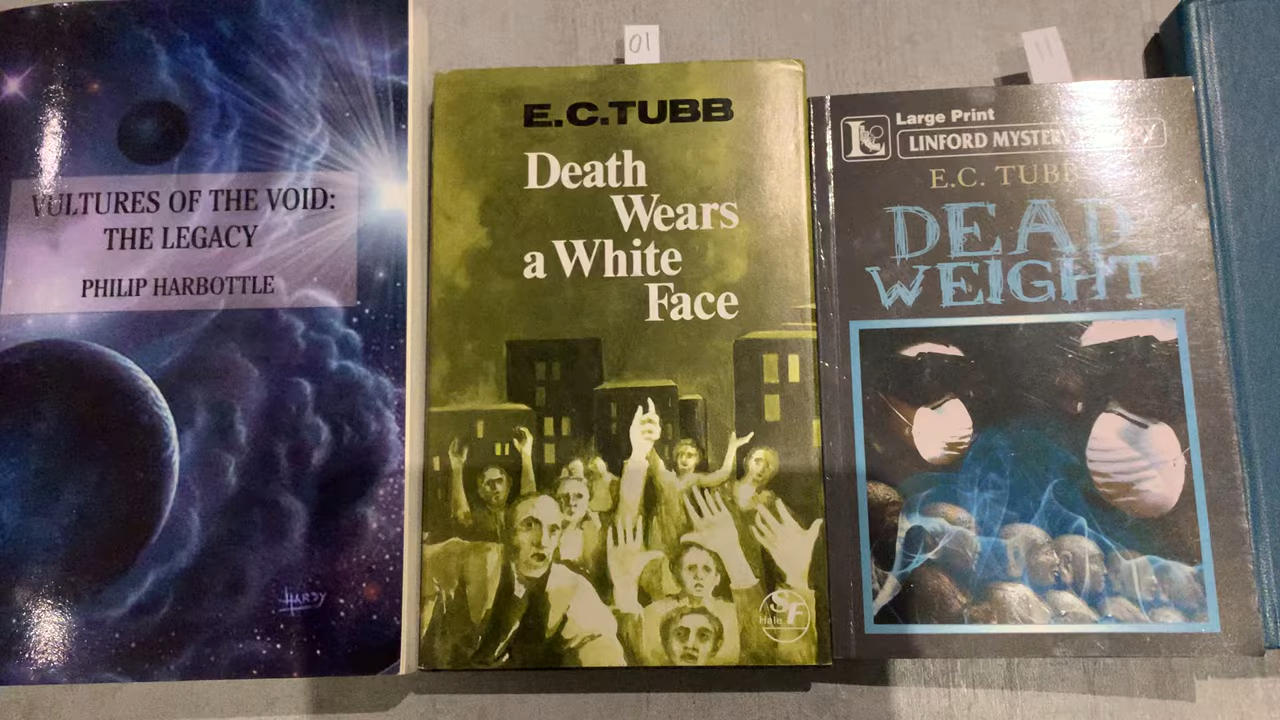 VULTURES OF THE VOID:
THE LEGACY
PHILIP HARBOTTLE
HARDY
01
E.C.TUBB
Death
Wears
a White
Face
SF
Hale
11
Large Print
L
LINFORD MYSTERY
E.C. TUBB
DEAD
WEIGHT